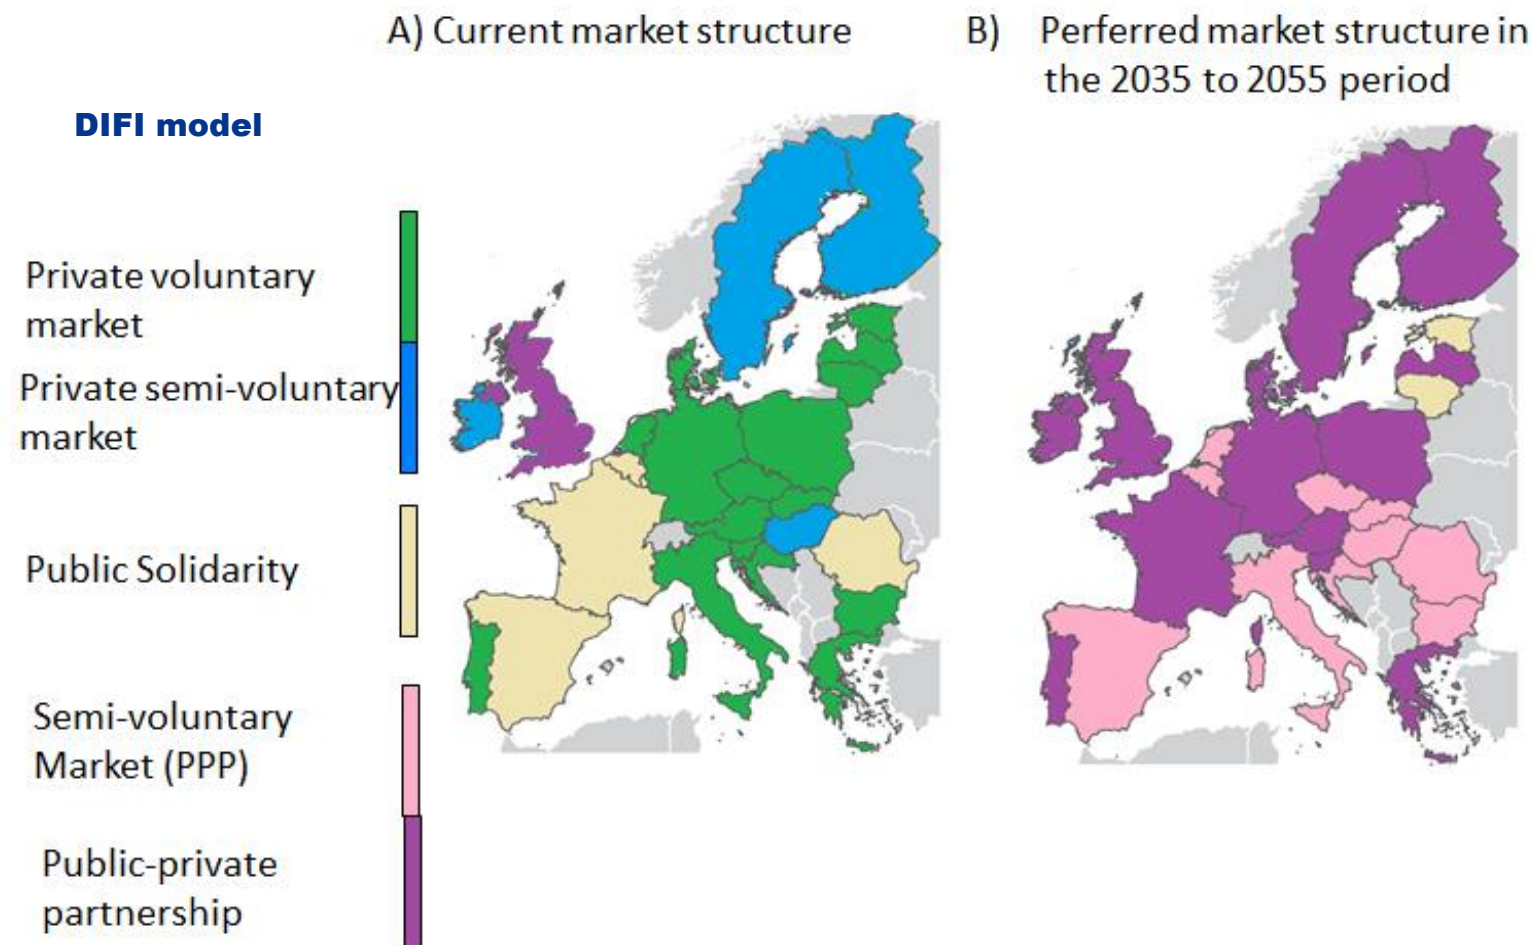 A) Current market structure
B) Perferred market structure in
the 2035 to 2055 period
DIFI model
Private voluntary
market
Private semi-voluntary
market
Public Solidarity
Semi-voluntary
Market (PPP)
Public-private
partnership